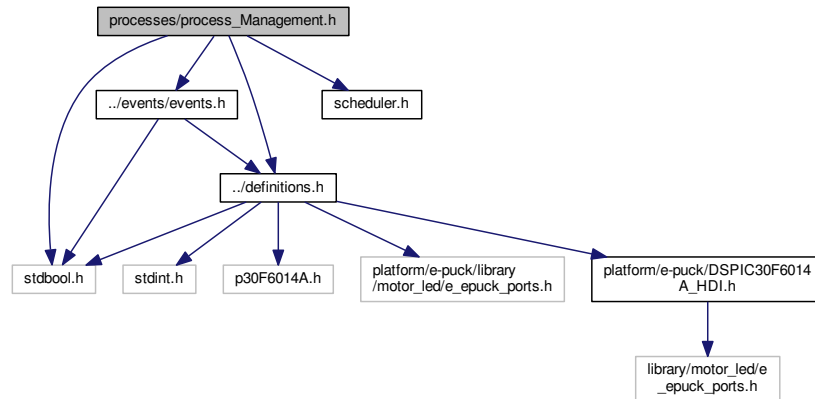 processes/process_Management.h
../events/events.h
scheduler.h
../definitions.h
stdbool.h
stdint.h
p30F6014A.h
platform/e-puck/library
/motor_led/e_epuck_ports.h
platform/e-puck/DSPIC30F6014
A_HDI.h
library/motor_led/e
_epuck_ports.h